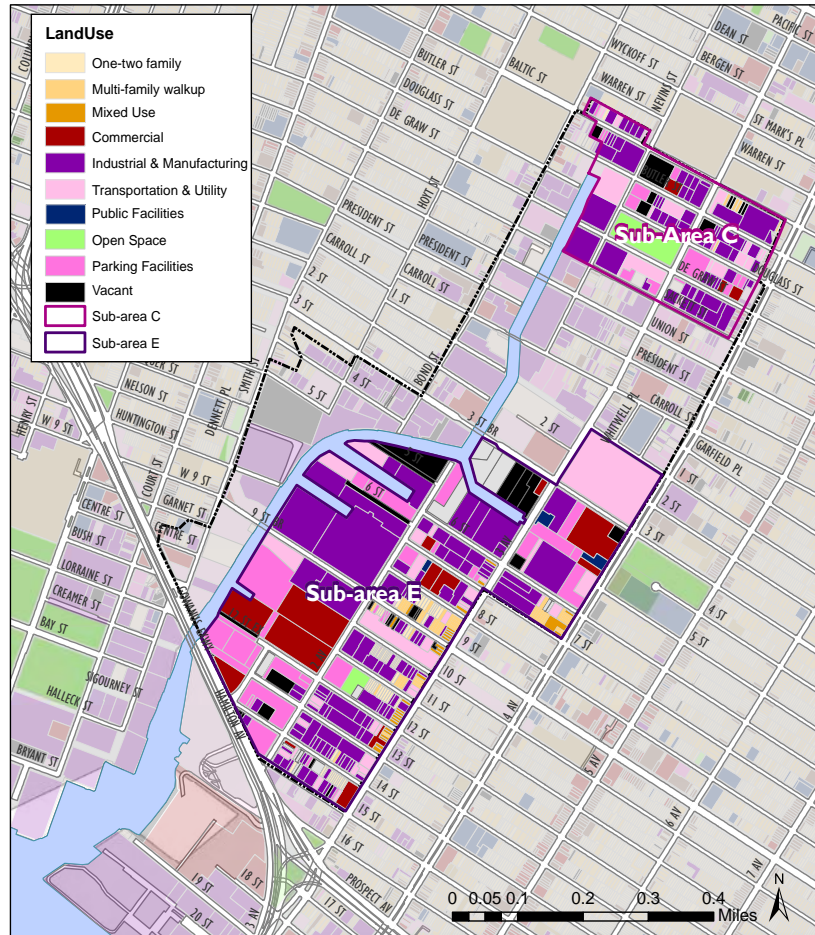 LandUse
One-two family
Multi-family walkup
Mixed Use
Commercial
Industrial & Manufacturing
Transportation & Utility
Public Facilities
Open Space
Parking Facilities
Vacant
Sub-area C
Sub-area E
PACIFIC ST
DEAN ST
BERGEN ST
WYCKOFF ST
WARREN ST
NEVINS ST
ST MARK'S PL
WARREN ST
BUTLER ST
BALTIC ST
DOUGLASS ST
DE GRAW ST
HOYT ST
PRESIDENT ST
PRESIDENT ST
CARROLL ST
CARROLL ST
2 ST
1 ST
3 ST
Sub-Area C
UNION ST
PRESIDENT ST
CARROLL ST
GARFIELD PL
BOND ST
4 ST
5 ST
3 ST BR
2 ST
1 ST
2 ST
3 ST
4 ST
5 ST
SMITH ST
DENNETT PL
NELSON ST
HUNTINGTON ST
HENRY ST
W 9 ST
COURT ST
W 9 ST
GARNET ST
CENTRE ST
CENTRE ST
BUSH ST
LORRAINE ST
CREAMER ST
BAY ST
SIGOURNEY ST
HALLECK ST
BRYANT ST
9 ST BR
6 ST
Sub-area E
HAMILTON AV
7 ST
8 ST
9 ST
10 ST
11 ST
12 ST
13 ST
14 ST
15 ST
16 ST
PROSPECT AV
17 ST
18 ST
19 ST
20 ST
3 AV
4 AV
5 AV
6 AV
7 AV
N
0 0.05 0.1 0.2 0.3 0.4
Miles